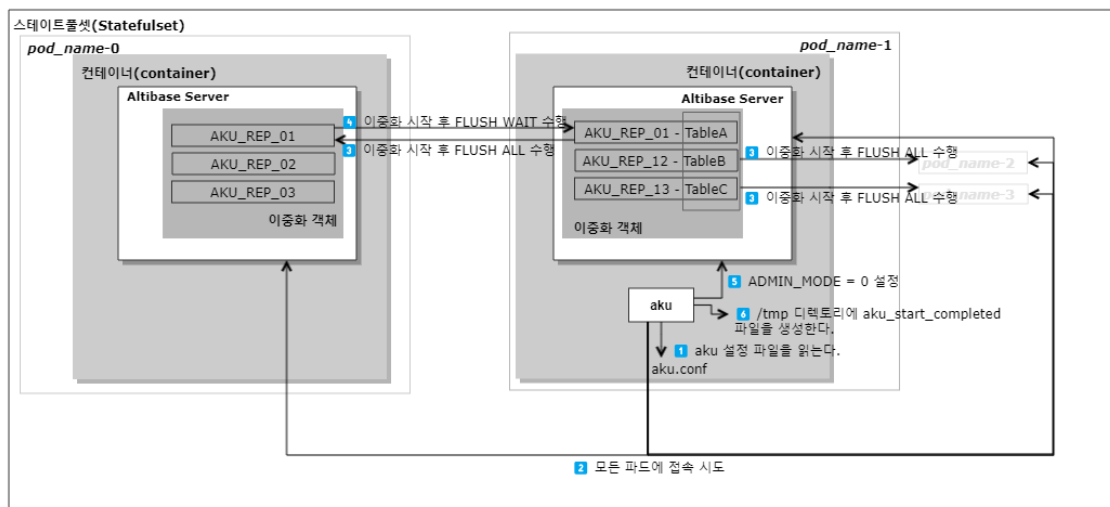 스테이트풀셋(Statefulset)
pod_name-0
컨테이너(container)
Altibase Server
AKU_REP_01
AKU_REP_02
AKU_REP_03
이중화 객체
4 이중화 시작 후 FLUSH WAIT 수행
3 이중화 시작 후 FLUSH ALL 수행
pod_name-1
컨테이너(container)
Altibase Server
AKU_REP_01 - TableA
AKU_REP_12 - TableB
AKU_REP_13 - TableC
이중화 객체
3 이중화 시작 후 FLUSH ALL 수행
pod_name-2
3 이중화 시작 후 FLUSH ALL 수행
pod_name-3
5 ADMIN_MODE = 0 설정
aku
6 /tmp 디렉토리에 aku_start_completed
파일을 생성한다.
1 aku 설정 파일을 읽는다.
aku.conf
2 모든 파드에 접속 시도